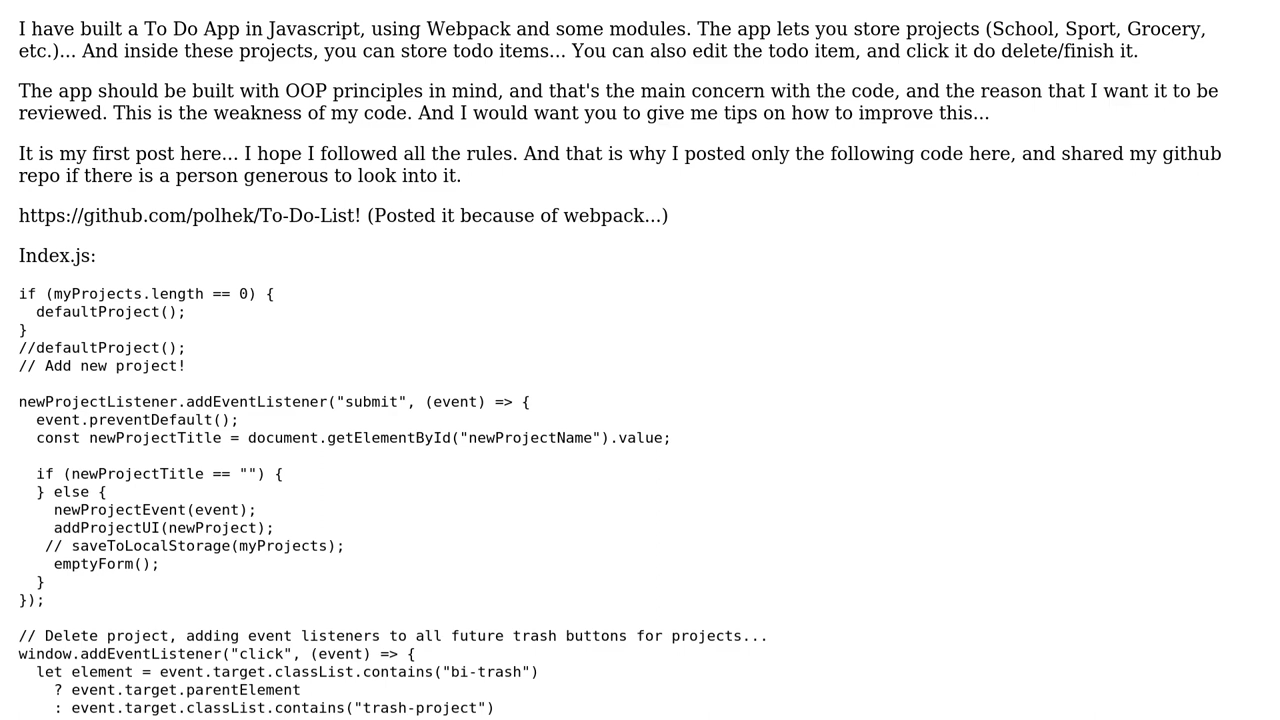 I have built a To Do App in Javascript, using Webpack and some modules. The app lets you store projects (School, Sport, Grocery,
etc.)... And inside these projects, you can store todo items... You can also edit the todo item, and click it do delete/finish it.
The app should be built with OOP principles in mind, and that's the main concern with the code, and the reason that I want it to be
reviewed. This is the weakness of my code. And I would want you to give me tips on how to improve this...
It is my first post here... I hope I followed all the rules. And that is why I posted only the following code here, and shared my github
repo if there is a person generous to look into it.
https://github.com/polhek/To-Do-List! (Posted it because of webpack...)
Index.js:
if (myProjects.length == 0) {
  defaultProject();
}
//defaultProject();
// Add new project!
newProjectListener.addEventListener("submit", (event) => {
  event.preventDefault();
  const newProjectTitle = document.getElementById("newProjectName").value;
  if (newProjectTitle == "") {
  } else {
    newProjectEvent(event);
    addProjectUI(newProject);
   // saveToLocalStorage(myProjects);
    emptyForm();
  }
});
// Delete project, adding event listeners to all future trash buttons for projects...
window.addEventListener("click", (event) => {
  let element = event.target.classList.contains("bi-trash")
    ? event.target.parentElement
    : event.target.classList.contains("trash-project")